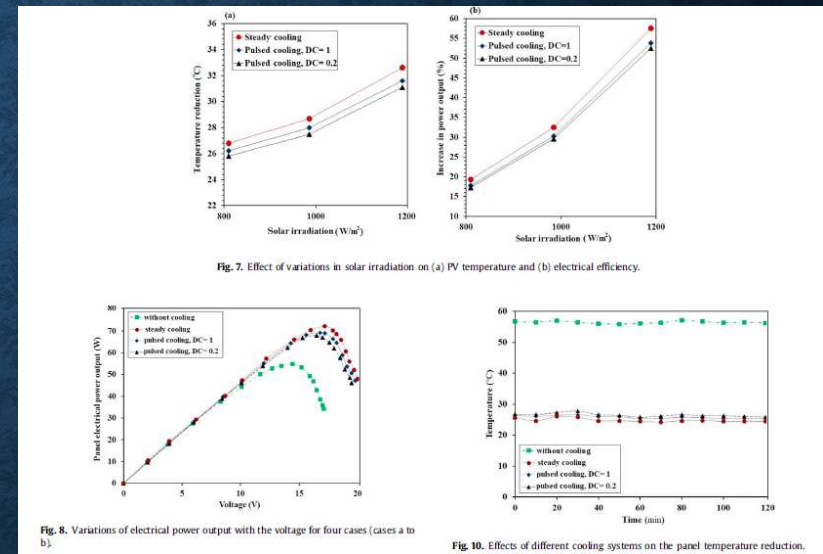 (a)
36
34
32
30
28
26
24
22
Temperature reduction (°C)
Steady cooling
Pulsed cooling, DC= 1
Pulsed cooling, DC= 0.2
800
1000
1200
Solar irradiation (W/m²)
(b)
60
55
50
45
40
35
30
25
20
15
10
Increase in power output (%)
Steady cooling
Pulsed cooling, DC=1
Pulsed cooling, DC=0.2
800
1000
1200
Solar irradiation (W/m²)
Fig. 7. Effect of variations in solar irradiation on (a) PV temperature and (b) electrical efficiency.
80
70
60
50
40
30
20
10
0
Panel electrical power output (W)
without cooling
steady cooling
pulsed cooling, DC= 1
pulsed cooling, DC= 0.2
0
5
10
15
20
Voltage (V)
Fig. 8. Variations of electrical power output with the voltage for four cases (cases a to
b).
60
50
40
30
20
10
0
Temperature (°C)
without cooling
steady cooling
pulsed cooling, DC= 1
pulsed cooling, DC= 0.2
0
20
40
60
80
100
120
Time (min)
Fig. 10. Effects of different cooling systems on the panel temperature reduction.